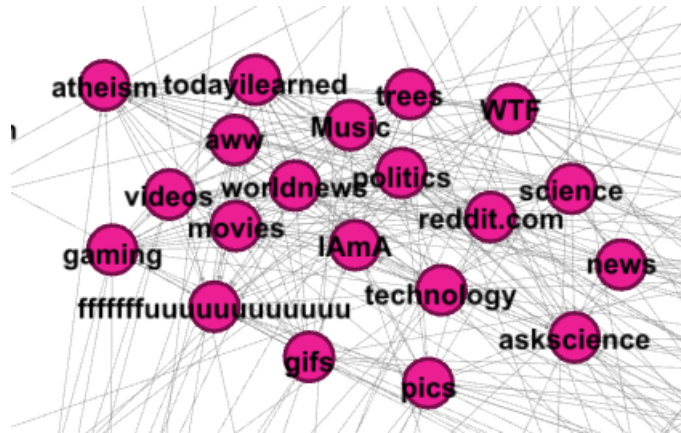 atheism
todayilearned
trees
WTF
Music
aww
politics
worldnews
videos
science
reddit.com
movies
IAmA
gaming
news
technology
fffffffuuuuuuuuuuuu
askscience
gifs
pics